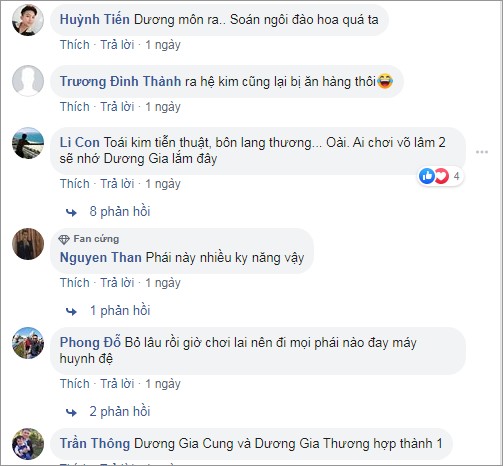 Huỳnh Tiến Dương môn ra.. Soán ngôi đào hoa quá ta
Thích · Trả lời · 1 ngày
Trương Đình Thành ra hệ kim cũng lại bị ăn hàng thôi😂
Thích · Trả lời · 1 ngày
Li Con Toái kim tiễn thuật, bôn lang thương... Oài. Ai chơi võ lâm 2
sẽ nhớ Dương Gia lắm đây
4
Thích · Trả lời · 1 ngày
8 phản hồi
Fan cứng
Nguyen Than Phái này nhiều ky năng vậy
Thích · Trả lời · 1 ngày
1 phản hồi
Phong Đỗ Bỏ lâu rồi giờ chơi lai nên đi mọi phái nào đay máy
huynh đệ
Thích · Trả lời · 1 ngày
2 phản hồi
Trần Thông Dương Gia Cung và Dương Gia Thương hợp thành 1